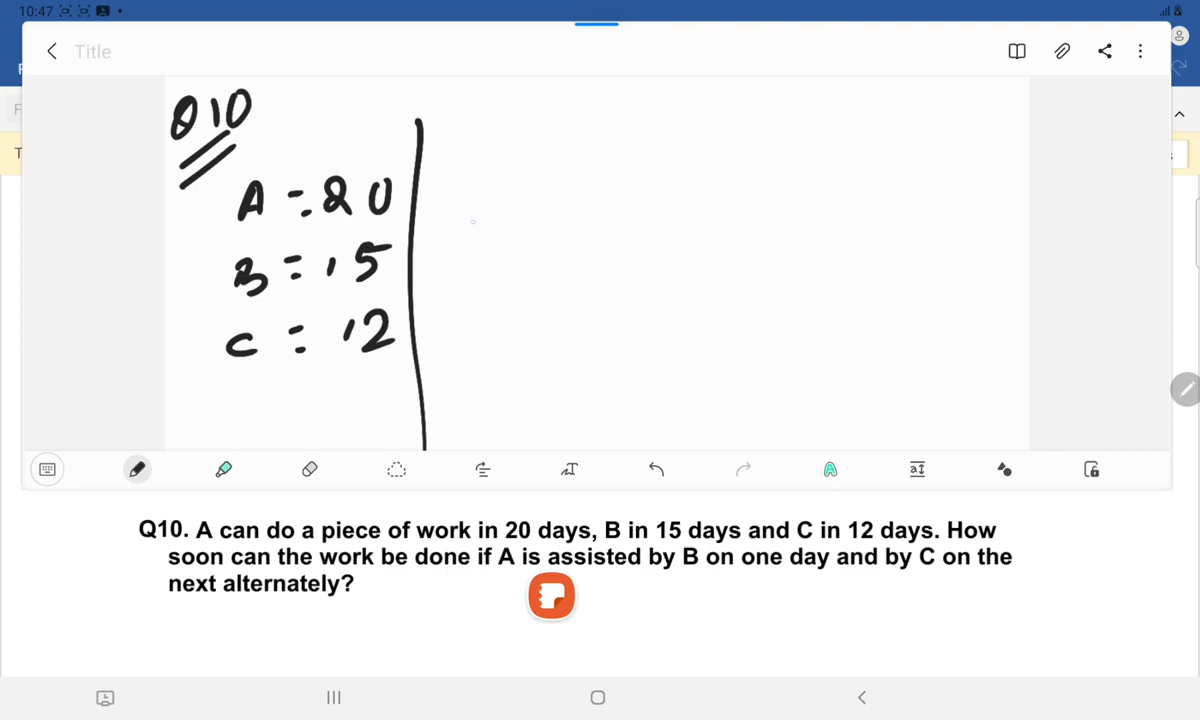 10:47
Title
Q10
A = 20
B = 15
C = 12
Q10. A can do a piece of work in 20 days, B in 15 days and C in 12 days. How
soon can the work be done if A is assisted by B on one day and by C on the
next alternately?